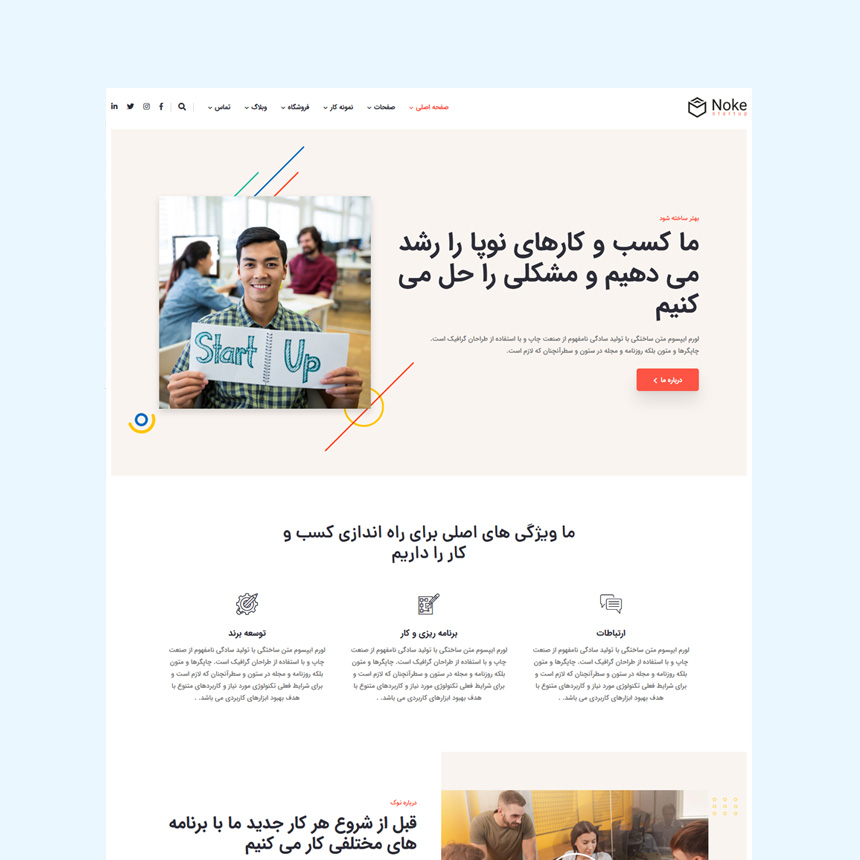 Noke
startup
صفحه اصلی
صفحات
نمونه کار
فروشگاه
وبلاگ
تماس
بهتر ساخته شود
ما کسب و کارهای نوپا را رشد
می دهیم و مشکلی را حل می
کنیم
لورم ایپسوم متن ساختگی با تولید سادگی نامفهوم از صنعت چاپ و با استفاده از طراحان گرافیک است.
چاپگرها و متون بلکه روزنامه و مجله در ستون و سطرآنچنان که لازم است.
درباره ما
Start Up
ما ویژگی های اصلی برای راه اندازی کسب و
کار را داریم
ارتباطات
لورم ایپسوم متن ساختگی با تولید سادگی نامفهوم از صنعت
چاپ و با استفاده از طراحان گرافیک است. چاپگرها و متون
بلکه روزنامه و مجله در ستون و سطرآنچنان که لازم است و
برای شرایط فعلی تکنولوژی مورد نیاز و کاربردهای متنوع با
هدف بهبود ابزارهای کاربردی می باشد. .
برنامه ریزی و کار
لورم ایپسوم متن ساختگی با تولید سادگی نامفهوم از صنعت
چاپ و با استفاده از طراحان گرافیک است. چاپگرها و متون
بلکه روزنامه و مجله در ستون و سطرآنچنان که لازم است و
برای شرایط فعلی تکنولوژی مورد نیاز و کاربردهای متنوع با
هدف بهبود ابزارهای کاربردی می باشد. .
توسعه برند
لورم ایپسوم متن ساختگی با تولید سادگی نامفهوم از صنعت
چاپ و با استفاده از طراحان گرافیک است. چاپگرها و متون
بلکه روزنامه و مجله در ستون و سطرآنچنان که لازم است و
برای شرایط فعلی تکنولوژی مورد نیاز و کاربردهای متنوع با
هدف بهبود ابزارهای کاربردی می باشد. .
درباره نوک
قبل از شروع هر کار جدید ما با برنامه
های مختلفی کار می کنیم